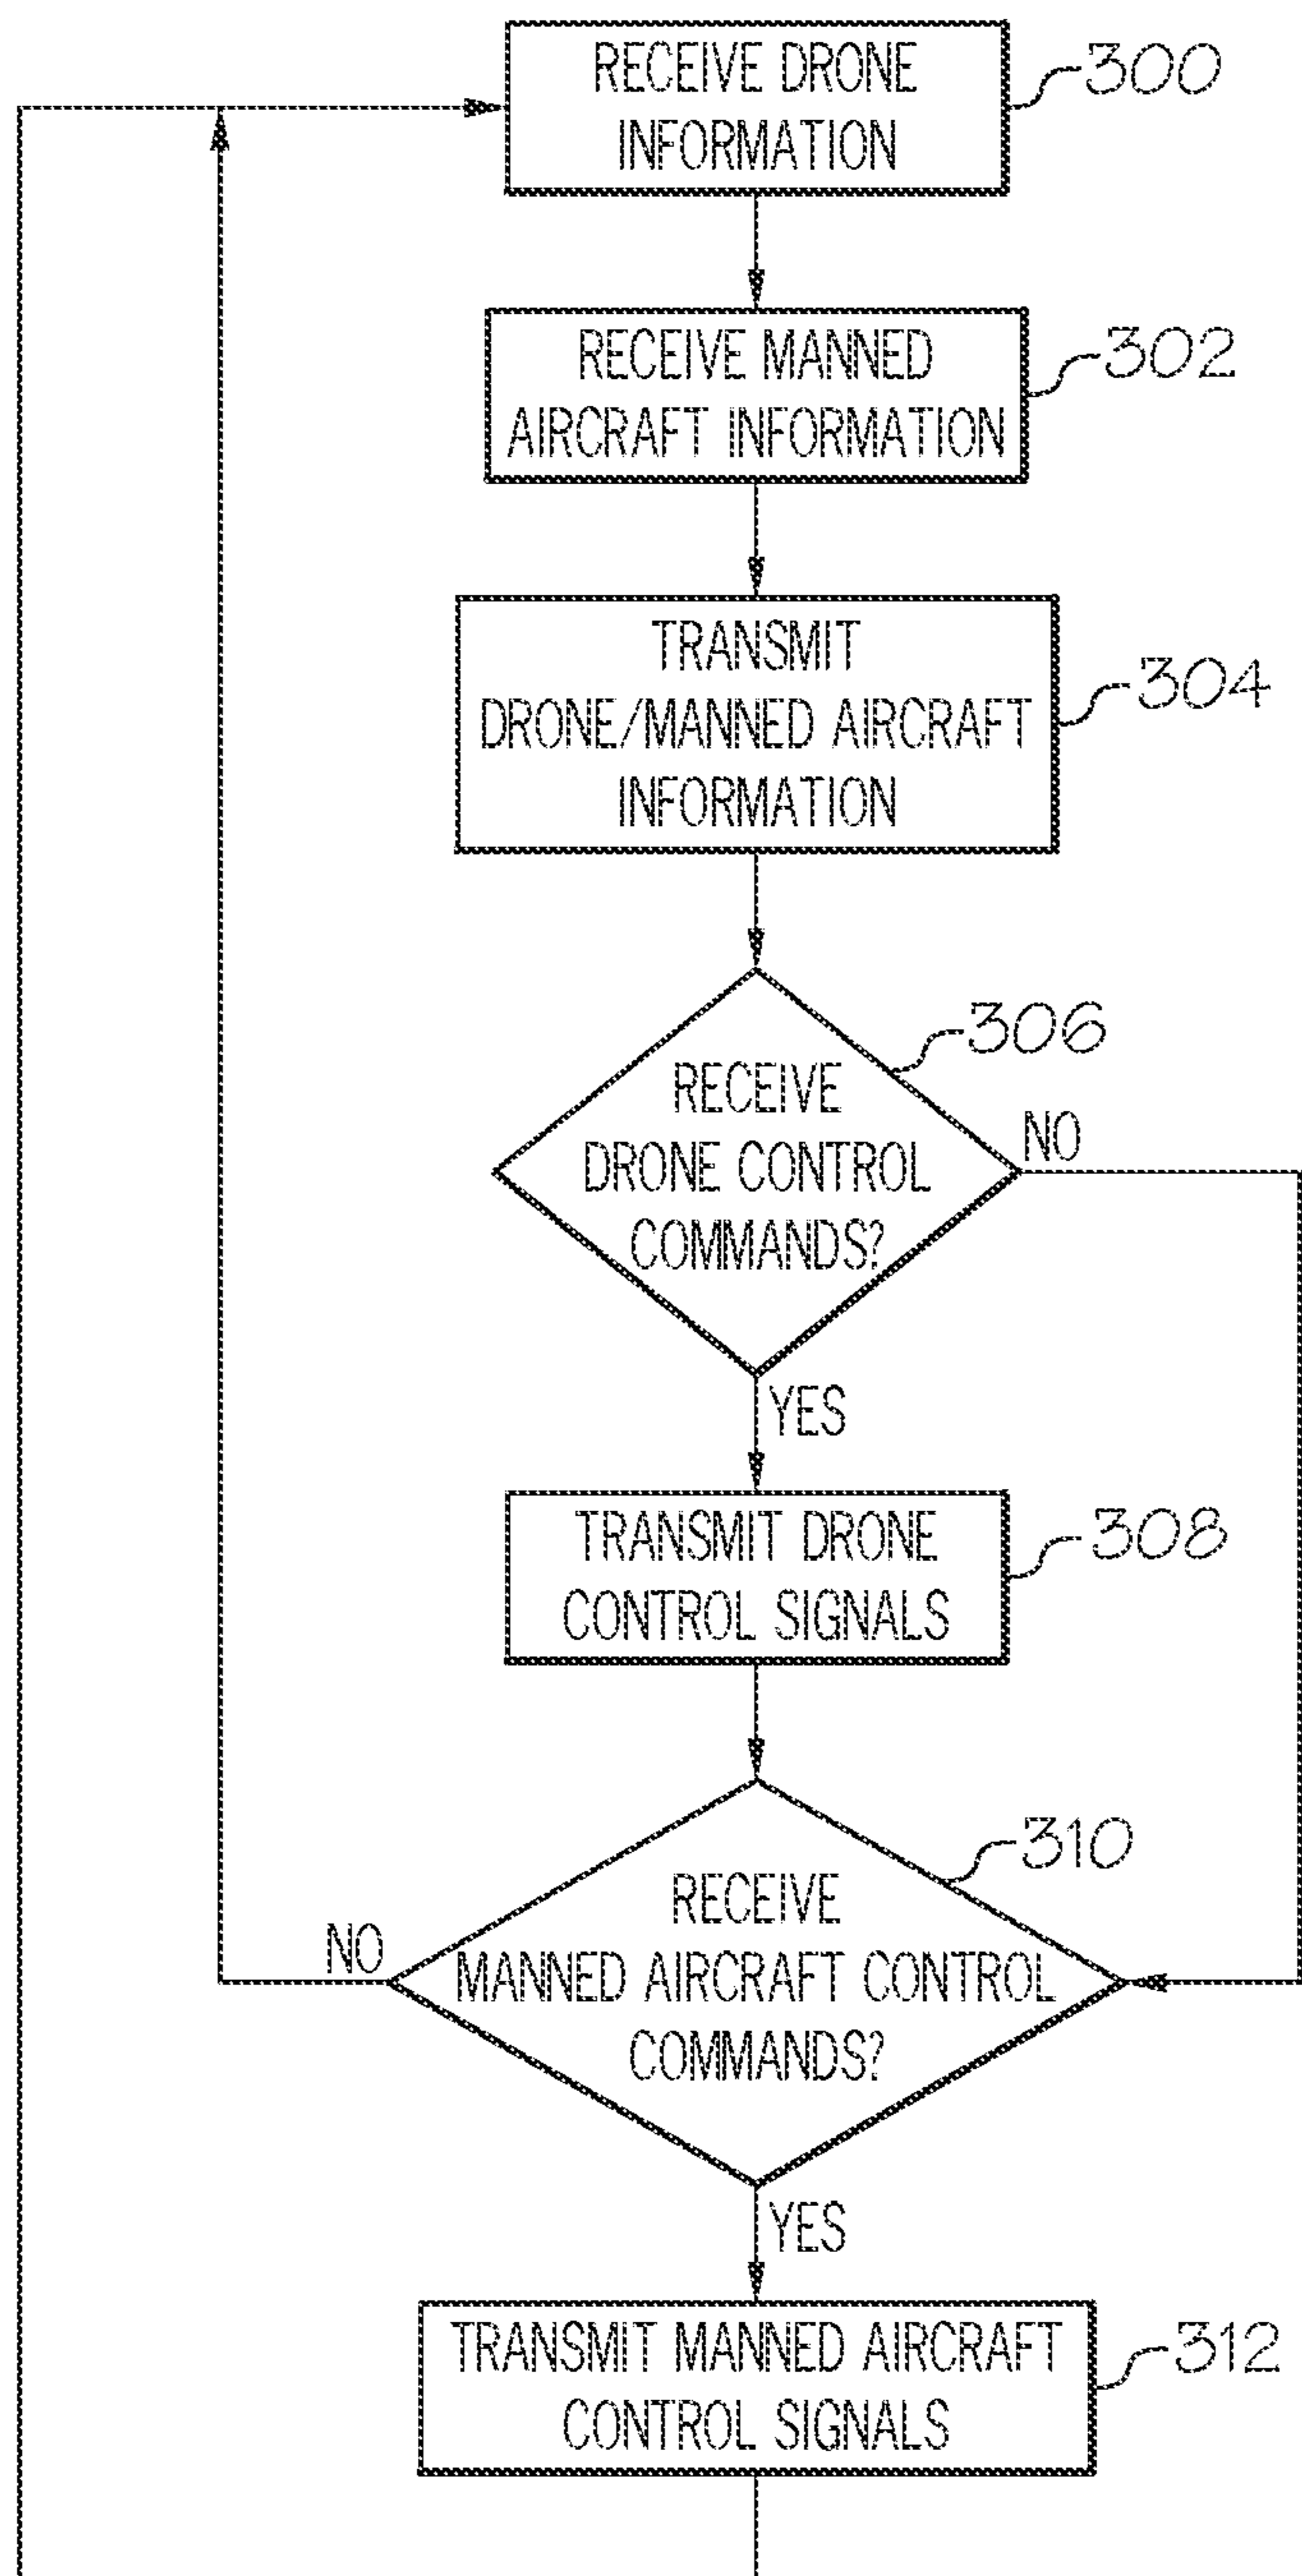 RECEIVE DRONE
INFORMATION
300
RECEIVE MANNED
AIRCRAFT INFORMATION
302
TRANSMIT
DRONE/MANNED AIRCRAFT
INFORMATION
304
306
RECEIVE
DRONE CONTROL
COMMANDS?
NO
YES
TRANSMIT DRONE
CONTROL SIGNALS
308
310
RECEIVE
MANNED AIRCRAFT CONTROL
COMMANDS?
NO
YES
TRANSMIT MANNED AIRCRAFT
CONTROL SIGNALS
312